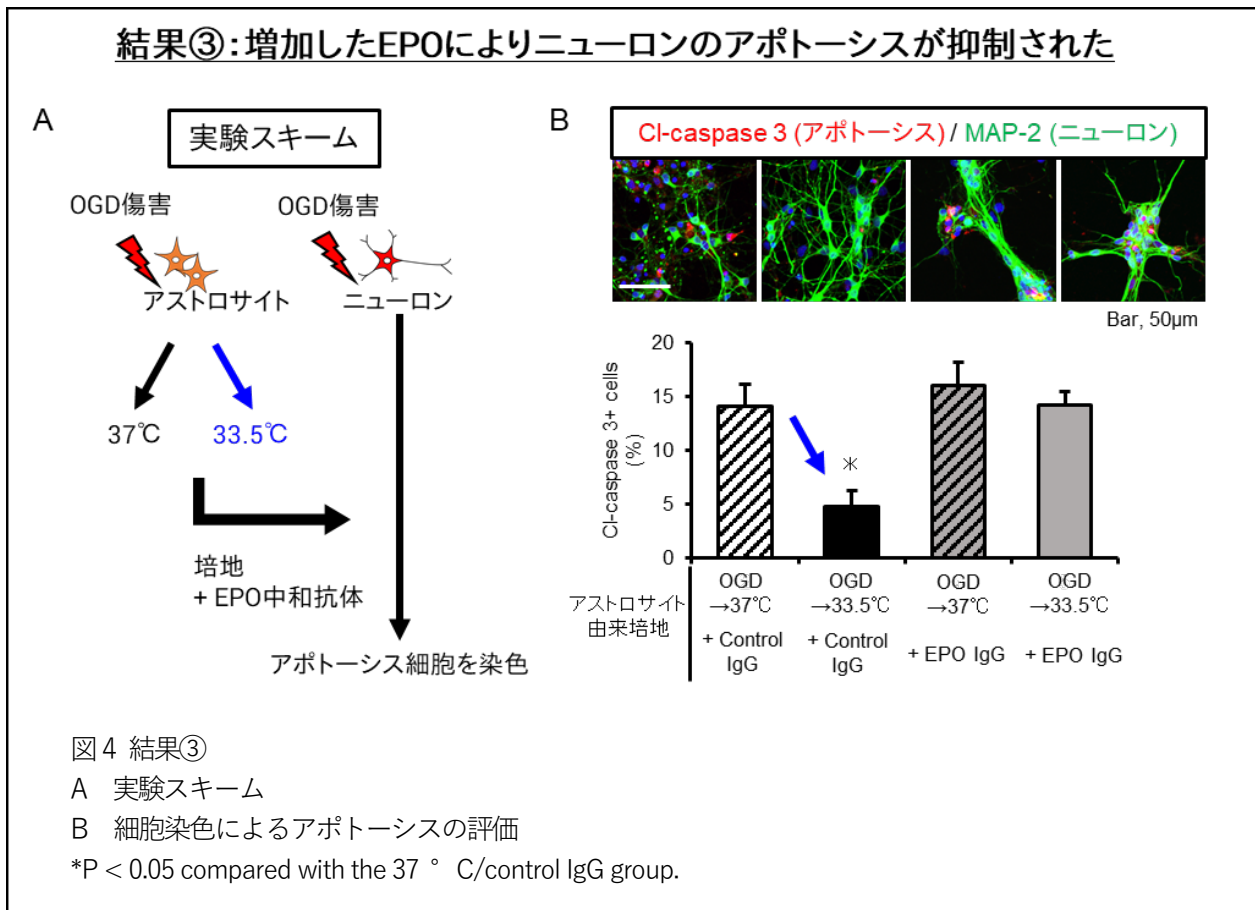 結果③:増加したEPOによりニューロンのアポトーシスが抑制された
A
実験スキーム
OGD傷害
OGD傷害
アストロサイト
ニューロン
37℃
33.5℃
培地
+ EPO中和抗体
アポトーシス細胞を染色
B
Cl-caspase 3 (アポトーシス) / MAP-2 (ニューロン)
Bar, 50μm
Cl-caspase 3+ cells
(%)
20
15
10
5
0
*
アストロサイト
由来培地
OGD
→37℃
+ Control
IgG
OGD
→33.5℃
+ Control
IgG
OGD
→37℃
+ EPO IgG
OGD
→33.5℃
+ EPO IgG
図4 結果③
A 実験スキーム
B 細胞染色によるアポトーシスの評価
*P < 0.05 compared with the 37 ° C/control IgG group.